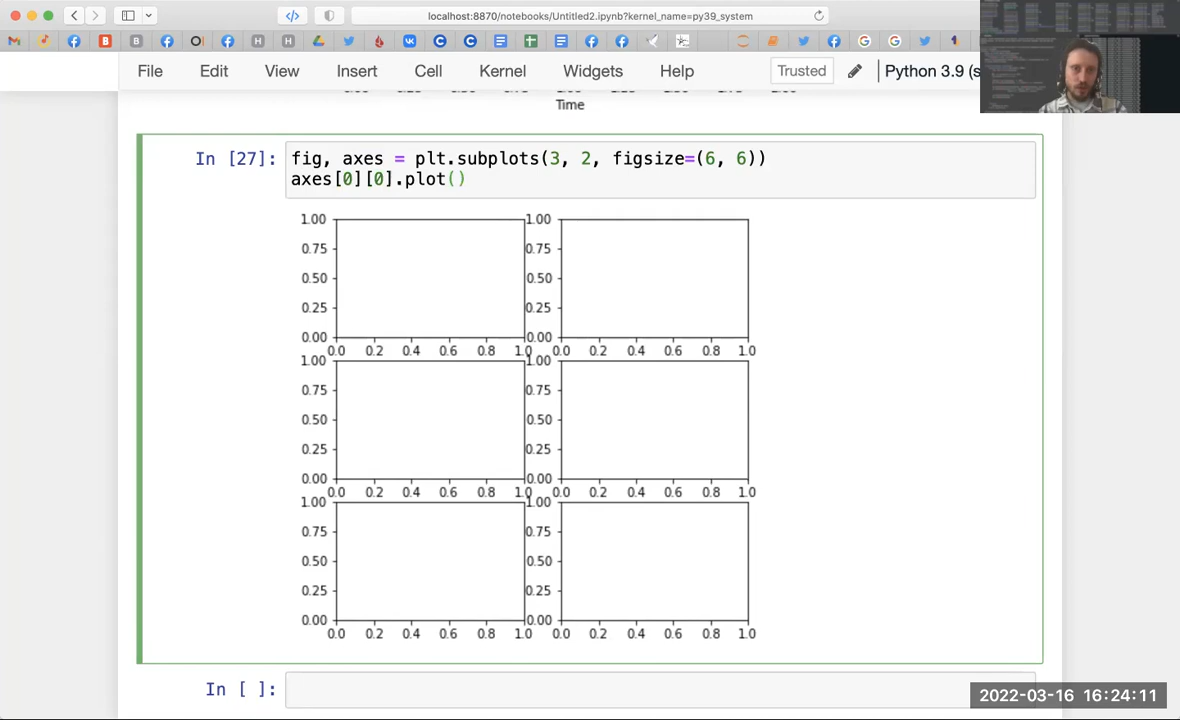 localhost:8870/notebooks/Untitled2.ipynb?kernel_name=py39_system
File Edit View Insert Cell Kernel Widgets Help Trusted Python 3.9 (s
Time
In [27]: fig, axes = plt.subplots(3, 2, figsize=(6, 6))
axes[0][0].plot()
1.00 1.00
0.75 0.75
0.50 0.50
0.25 0.25
0.00 0.00
0.0 0.2 0.4 0.6 0.8 1.0 0.0 0.2 0.4 0.6 0.8 1.0
1.00 1.00
0.75 0.75
0.50 0.50
0.25 0.25
0.00 0.00
0.0 0.2 0.4 0.6 0.8 1.0 0.0 0.2 0.4 0.6 0.8 1.0
1.00 1.00
0.75 0.75
0.50 0.50
0.25 0.25
0.00 0.00
0.0 0.2 0.4 0.6 0.8 1.0 0.0 0.2 0.4 0.6 0.8 1.0
In [ ]:
2022-03-16 16:24:11